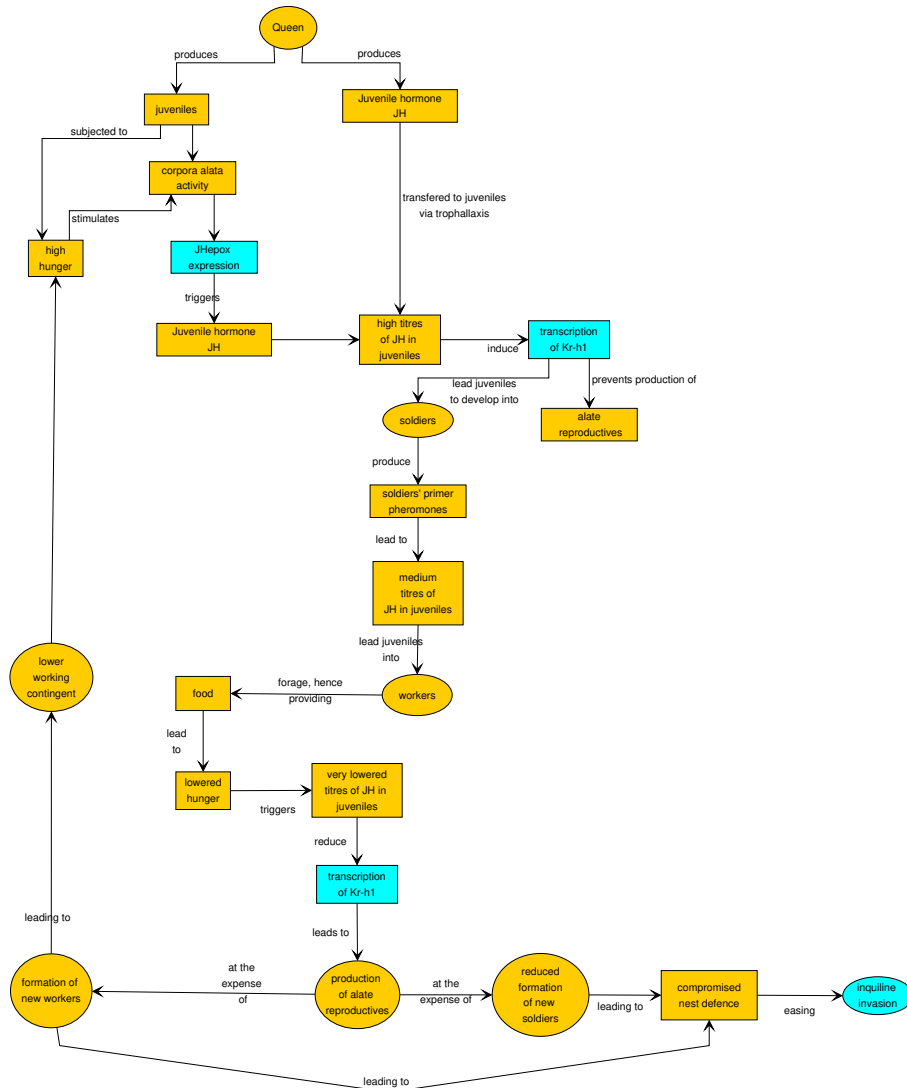 Queen
produces
produces
juveniles
Juvenile hormone
JH
subjected to
corpora alata
activity
transfered to juveniles
via trophallaxis
stimulates
high
hunger
JHepox
expression
triggers
Juvenile hormone
JH
high titres
of JH in
juveniles
induce
transcription
of Kr-h1
lead juveniles
to develop into
prevents production of
soldiers
alate
reproductives
produce
soldiers' primer
pheromones
lead to
medium
titres of
JH in juveniles
lead juveniles
into
lower
working
contingent
food
forage, hence
providing
workers
lead
to
lowered
hunger
triggers
very lowered
titres of JH in
juveniles
reduce
transcription
of Kr-h1
leading to
leads to
formation of
new workers
at the
expense
of
production
of alate
reproductives
at the
expense of
reduced
formation
of new
soldiers
leading to
compromised
nest defence
easing
inquiline
invasion
leading to